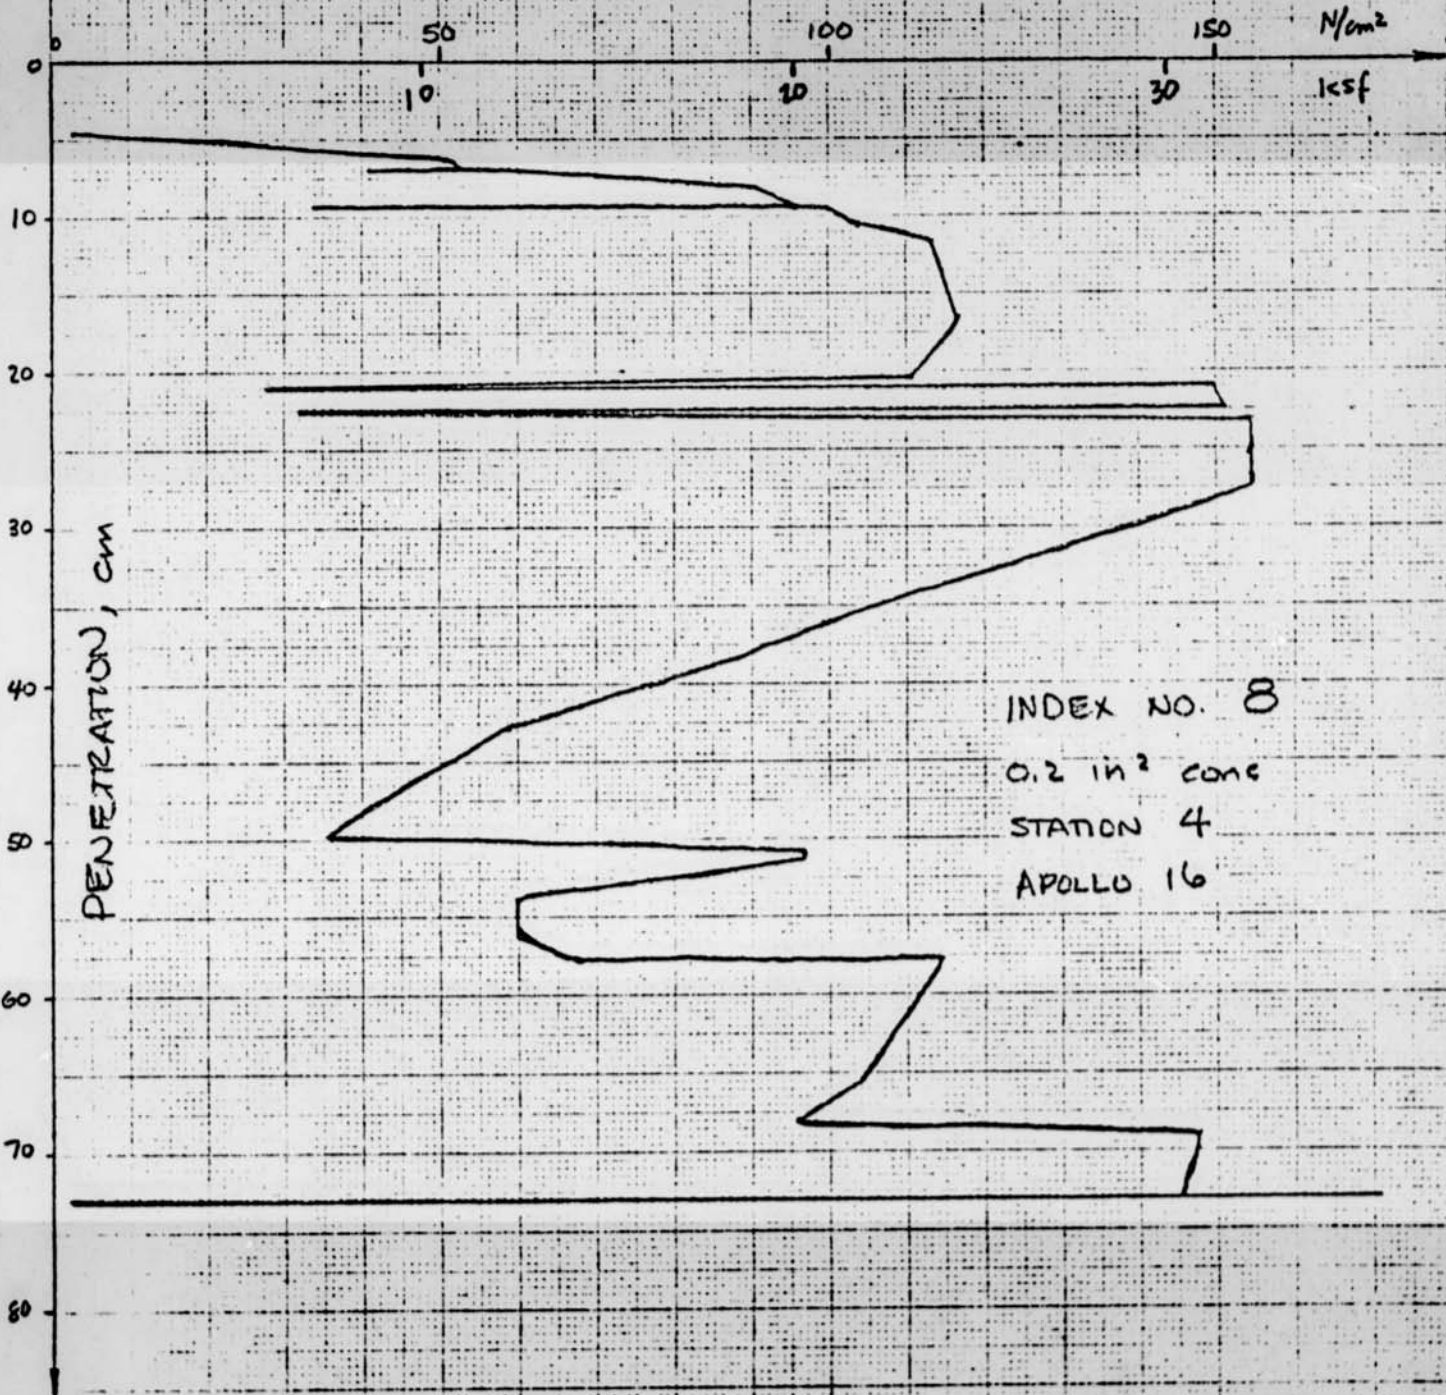 0 50 100 150 N/cm²
0
10 20 30 ksf
10
20
30
40
50
60
70
80
PENETRATION, cm
INDEX NO. 8
0.2 in² cone
STATION 4
APOLLO 16